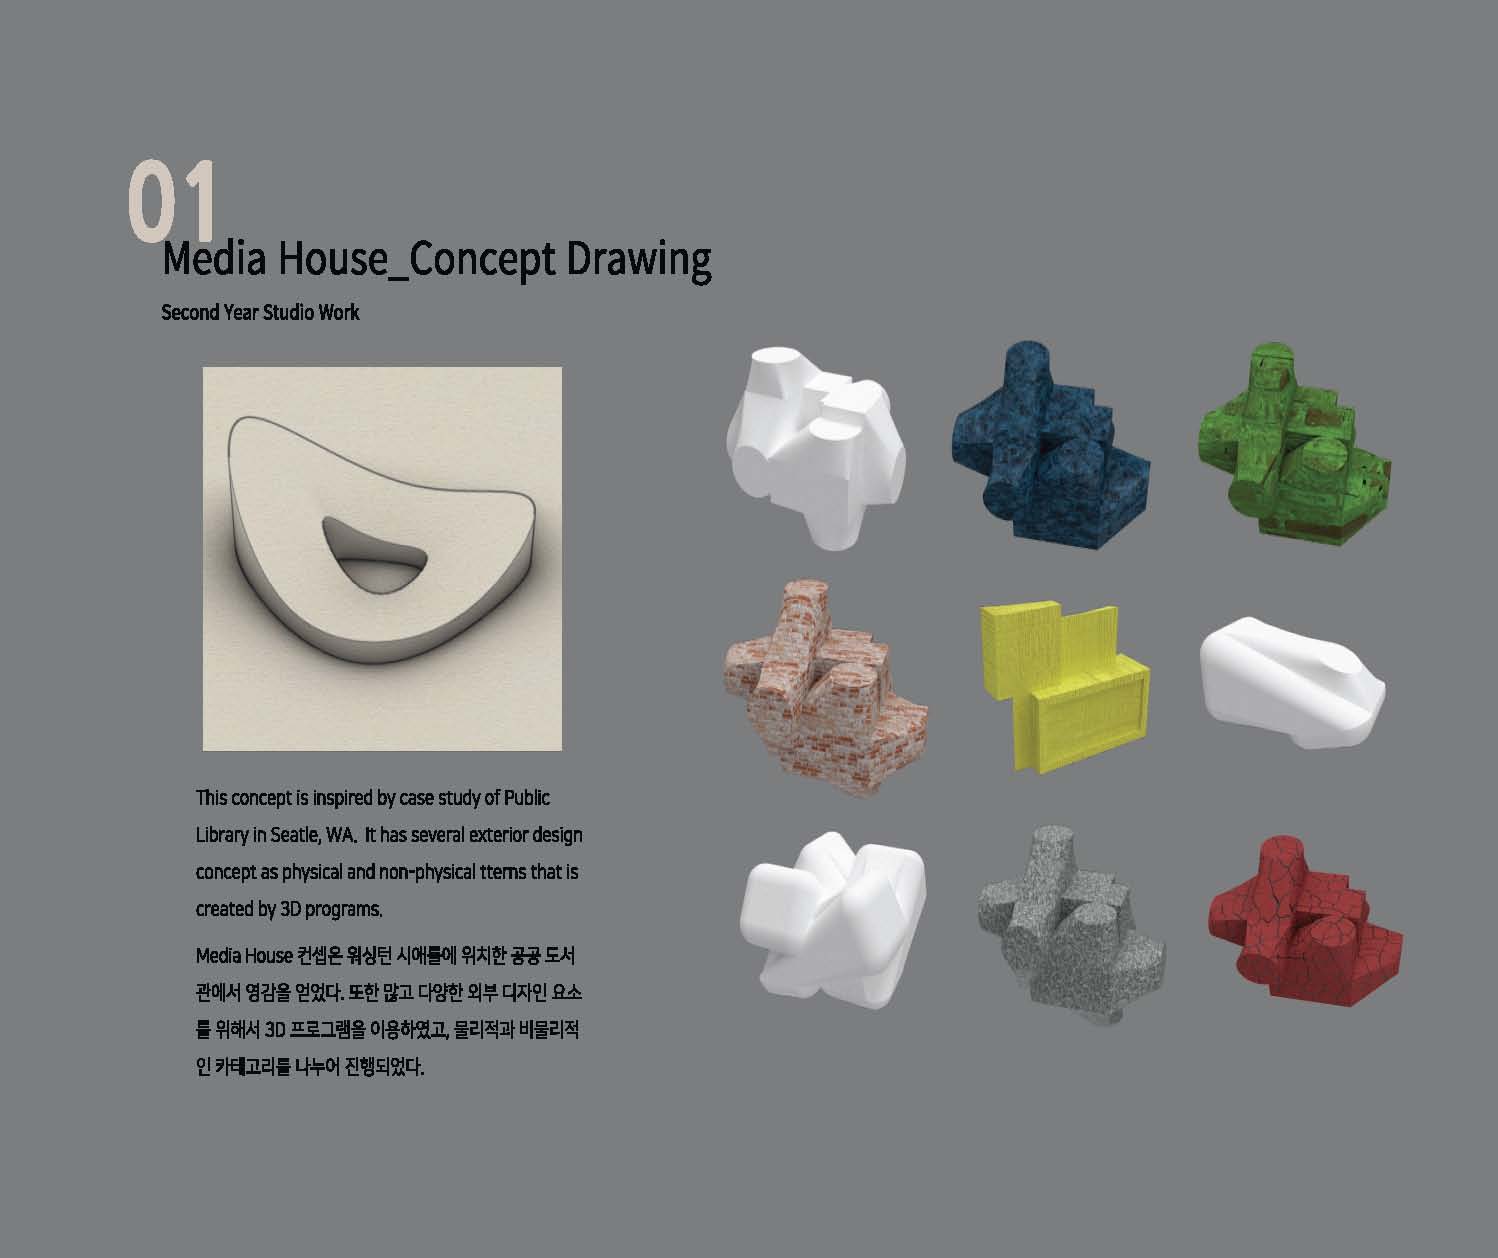 01
Media House_Concept Drawing
Second Year Studio Work
This concept is inspired by case study of Public
Library in Seatle, WA. It has several exterior design
concept as physical and non-physical tterns that is
created by 3D programs.
Media House 컨셉은 워싱턴 시애틀에 위치한 공공 도서
관에서 영감을 얻었다. 또한 많고 다양한 외부 디자인 요소
를 위해서 3D 프로그램을 이용하였고, 물리적과 비물리적
인 카테고리를 나누어 진행되었다.